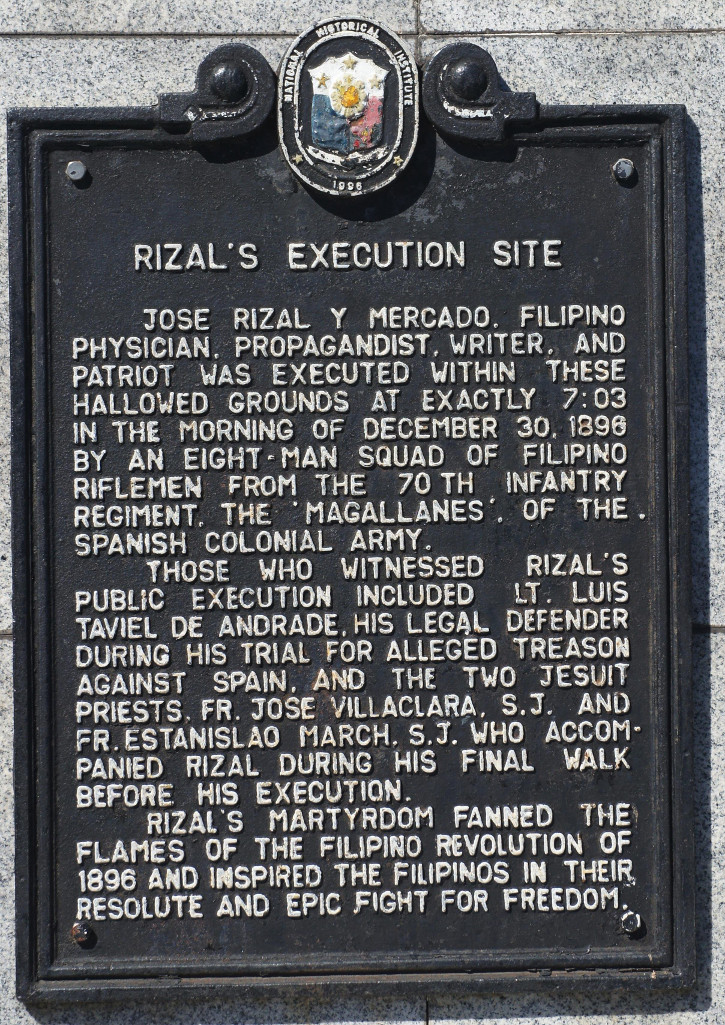 NATIONAL HISTORICAL INSTITUTE
1996
RIZAL'S EXECUTION SITE
JOSE RIZAL Y MERCADO, FILIPINO
PHYSICIAN, PROPAGANDIST, WRITER, AND
PATRIOT WAS EXECUTED WITHIN THESE
HALLOWED GROUNDS AT EXACTLY 7:03
IN THE MORNING OF DECEMBER 30, 1896
BY AN EIGHT-MAN SQUAD OF FILIPINO
RIFLEMEN FROM THE 70TH INFANTRY
REGIMENT, THE 'MAGALLANES', OF THE
SPANISH COLONIAL ARMY.
THOSE WHO WITNESSED RIZAL'S
PUBLIC EXECUTION INCLUDED LT. LUIS
TAVIEL DE ANDRADE, HIS LEGAL DEFENDER
DURING HIS TRIAL FOR ALLEGED TREASON
AGAINST SPAIN, AND THE TWO JESUIT
PRIESTS, FR. JOSE VILLACLARA, S.J. AND
FR. ESTANISLAO MARCH, S.J. WHO ACCOM-
PANIED RIZAL DURING HIS FINAL WALK
BEFORE HIS EXECUTION.
RIZAL'S MARTYRDOM FANNED THE
FLAMES OF THE FILIPINO REVOLUTION OF
1896 AND INSPIRED THE FILIPINOS IN THEIR
RESOLUTE AND EPIC FIGHT FOR FREEDOM.